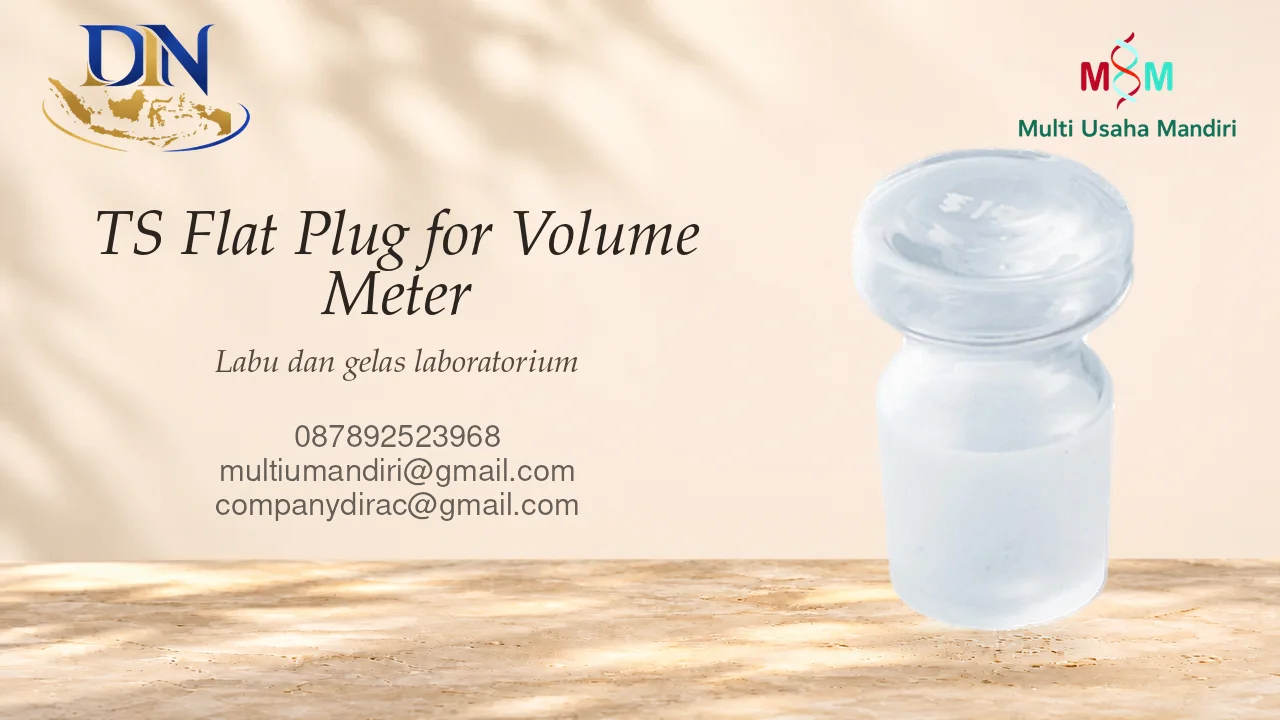 DIN
M M
Multi Usaha Mandiri
TS Flat Plug for Volume
Meter
Labu dan gelas laboratorium
087892523968
multiumandiri@gmail.com
companydirac@gmail.com